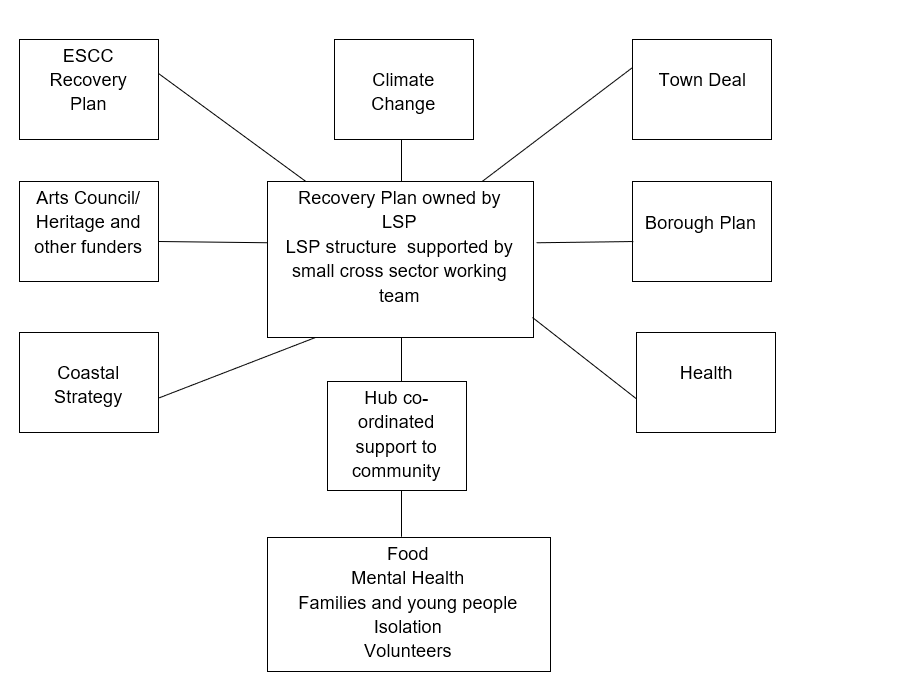 ESCC
Recovery
Plan
Climate
Change
Town Deal
Arts Council/
Heritage and
other funders
Recovery Plan owned by
LSP
LSP structure  supported by
small cross sector working
team
Borough Plan
Coastal
Strategy
Health
Hub co-
ordinated
support to
community
Food
Mental Health
Families and young people
Isolation
Volunteers